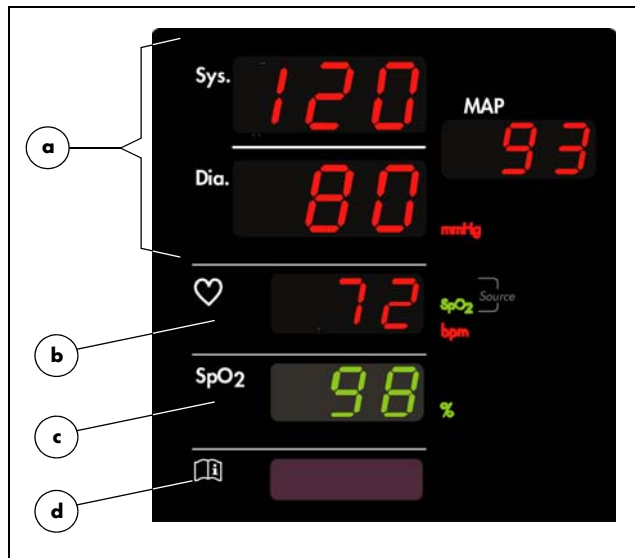 Sys. 120
MAP
93
a
Dia. 80
mmHg
72
SpO2 Source
bpm
b
SpO2 98
%
c
d